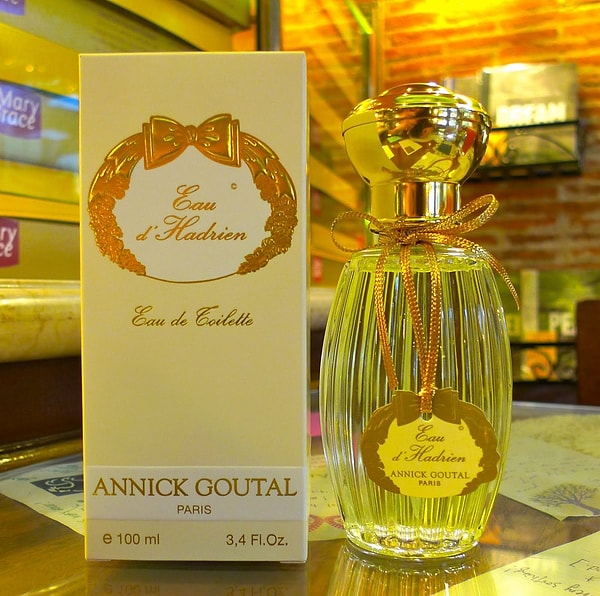 Mary
Grace
Eau
d'Hadrien
©
Eau de Toilette
ANNICK GOUTAL
PARIS
e 100 ml 3,4 Fl.Oz.
Eau
d'Hadrien
ANNICK GOUTAL
PARIS